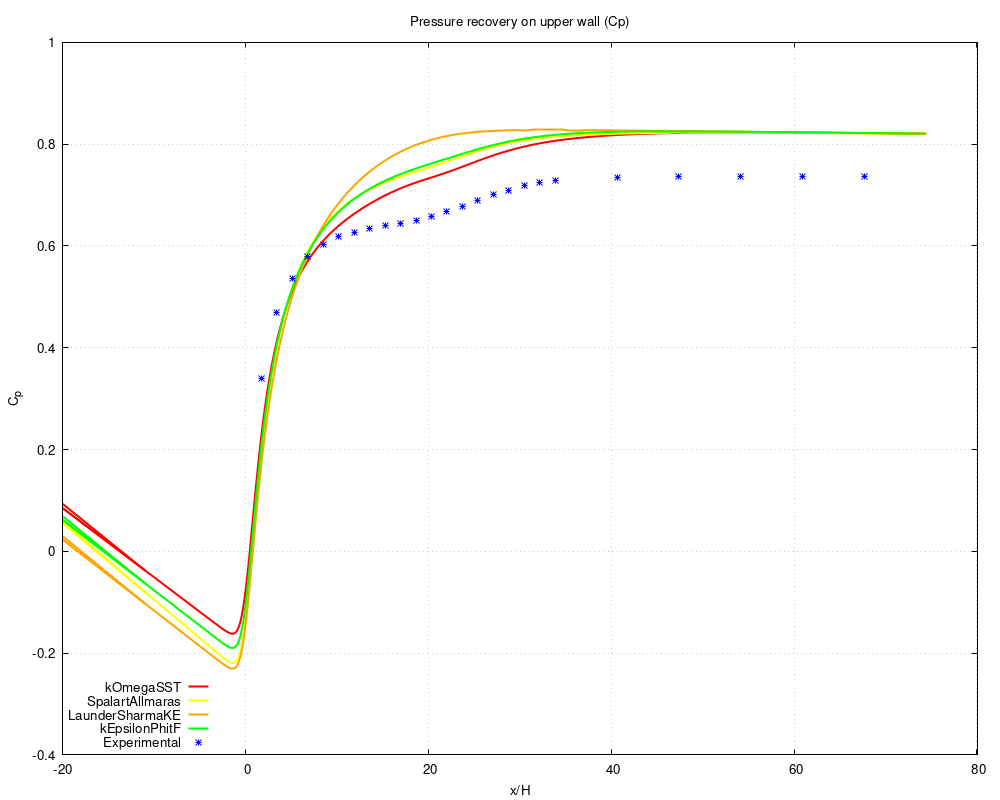 Pressure recovery on upper wall (Cp)
1
0.8
0.6
0.4
0.2
0
-0.2
-0.4
Cp
kOmegaSST
SpalartAllmaras
LaunderSharmaKE
kEpsilonPhitF
Experimental
-20
0
20
40
60
80
x/H